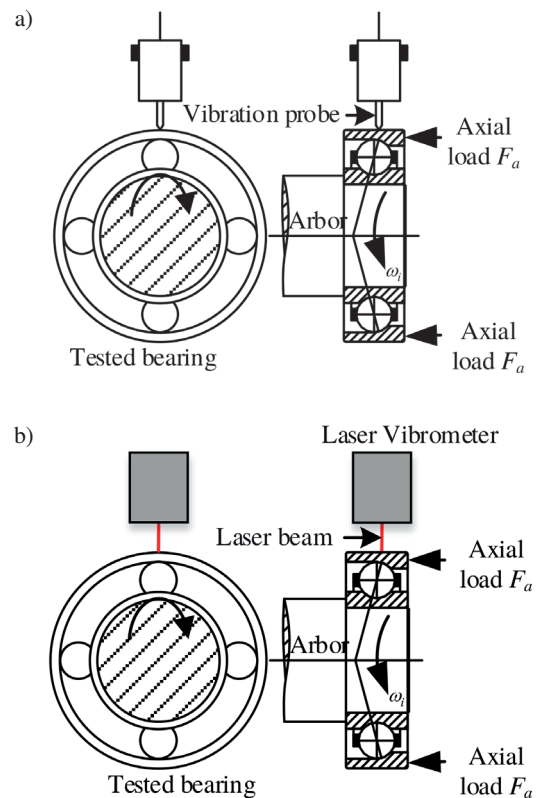 a)
Vibration probe
Axial
load Fa
Arbor
ωi
Tested bearing
Axial
load Fa
b)
Laser Vibrometer
Laser beam
Axial
load Fa
Arbor
ωi
Tested bearing
Axial
load Fa